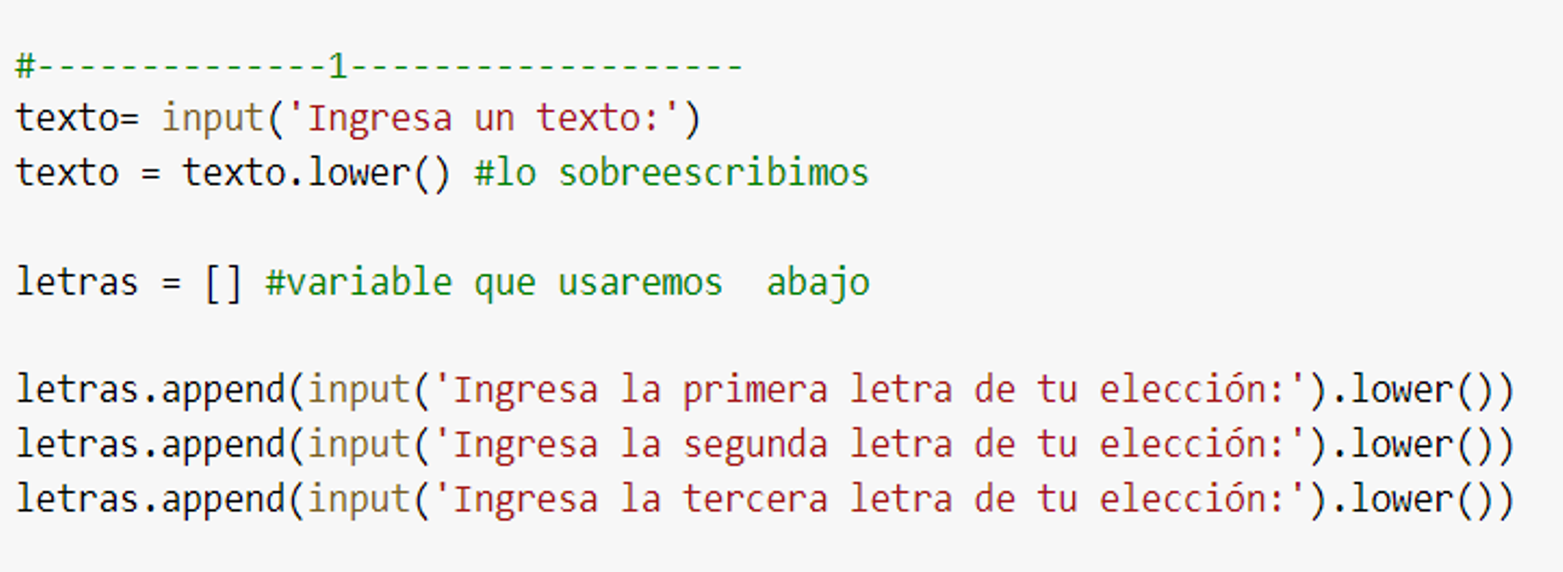 #--------------1-------------------
texto= input('Ingresa un texto:')
texto = texto.lower() #lo sobreescribimos
letras = [] #variable que usaremos  abajo
letras.append(input('Ingresa la primera letra de tu elección:').lower())
letras.append(input('Ingresa la segunda letra de tu elección:').lower())
letras.append(input('Ingresa la tercera letra de tu elección:').lower())